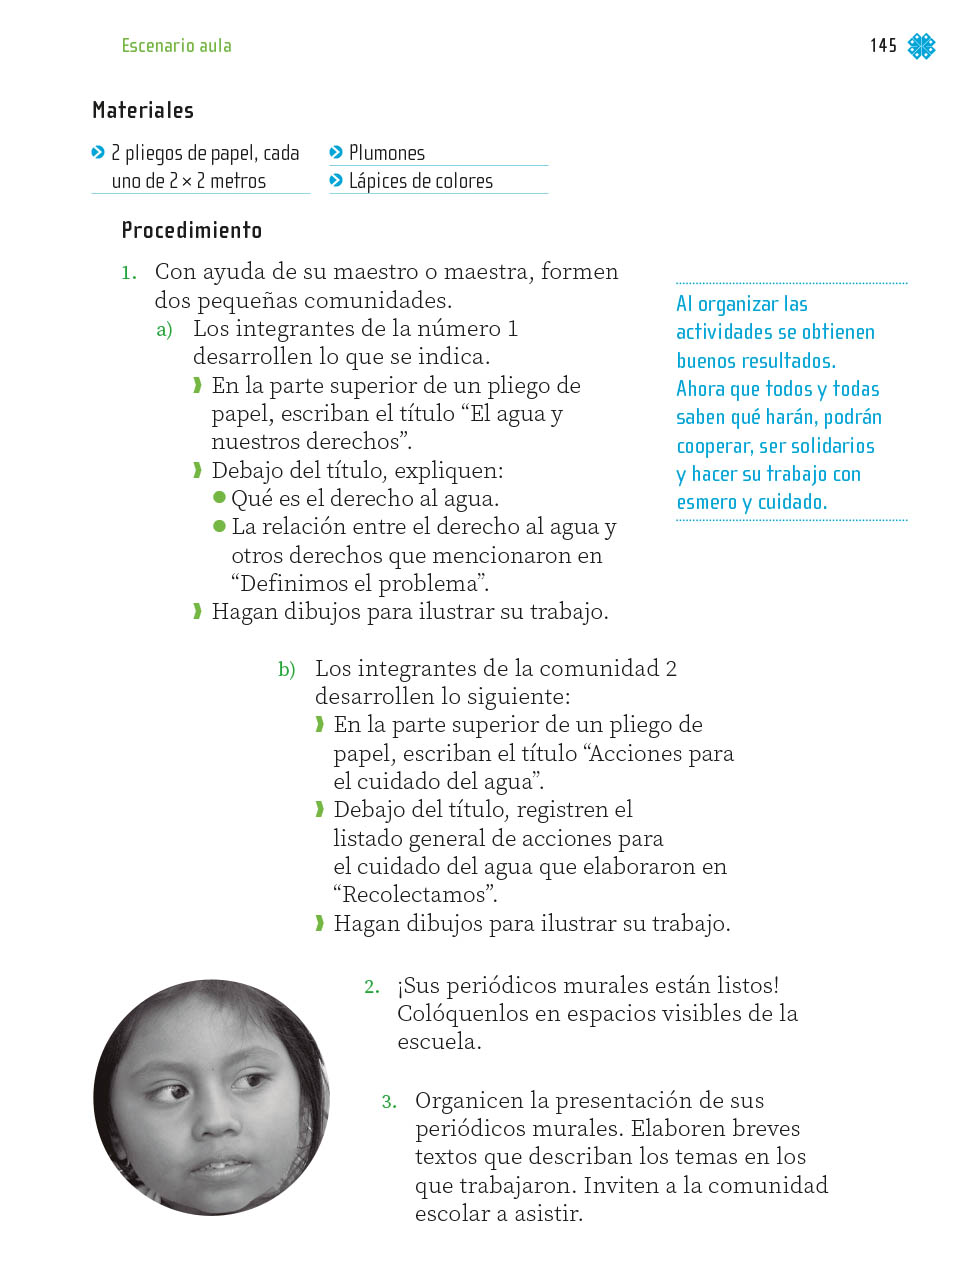 Escenario aula
145
Materiales
2 pliegos de papel, cada
uno de 2 × 2 metros
Plumones
Lápices de colores
Procedimiento
1. Con ayuda de su maestro o maestra, formen
dos pequeñas comunidades.
a) Los integrantes de la número 1
desarrollen lo que se indica.
En la parte superior de un pliego de
papel, escriban el título “El agua y
nuestros derechos”.
Debajo del título, expliquen:
Qué es el derecho al agua.
La relación entre el derecho al agua y
otros derechos que mencionaron en
“Definimos el problema”.
Hagan dibujos para ilustrar su trabajo.
Al organizar las
actividades se obtienen
buenos resultados.
Ahora que todos y todas
saben qué harán, podrán
cooperar, ser solidarios
y hacer su trabajo con
esmero y cuidado.
b) Los integrantes de la comunidad 2
desarrollen lo siguiente:
En la parte superior de un pliego de
papel, escriban el título “Acciones para
el cuidado del agua”.
Debajo del título, registren el
listado general de acciones para
el cuidado del agua que elaboraron en
“Recolectamos”.
Hagan dibujos para ilustrar su trabajo.
2. ¡Sus periódicos murales están listos!
Colóquenlos en espacios visibles de la
escuela.
3. Organicen la presentación de sus
periódicos murales. Elaboren breves
textos que describan los temas en los
que trabajaron. Inviten a la comunidad
escolar a asistir.